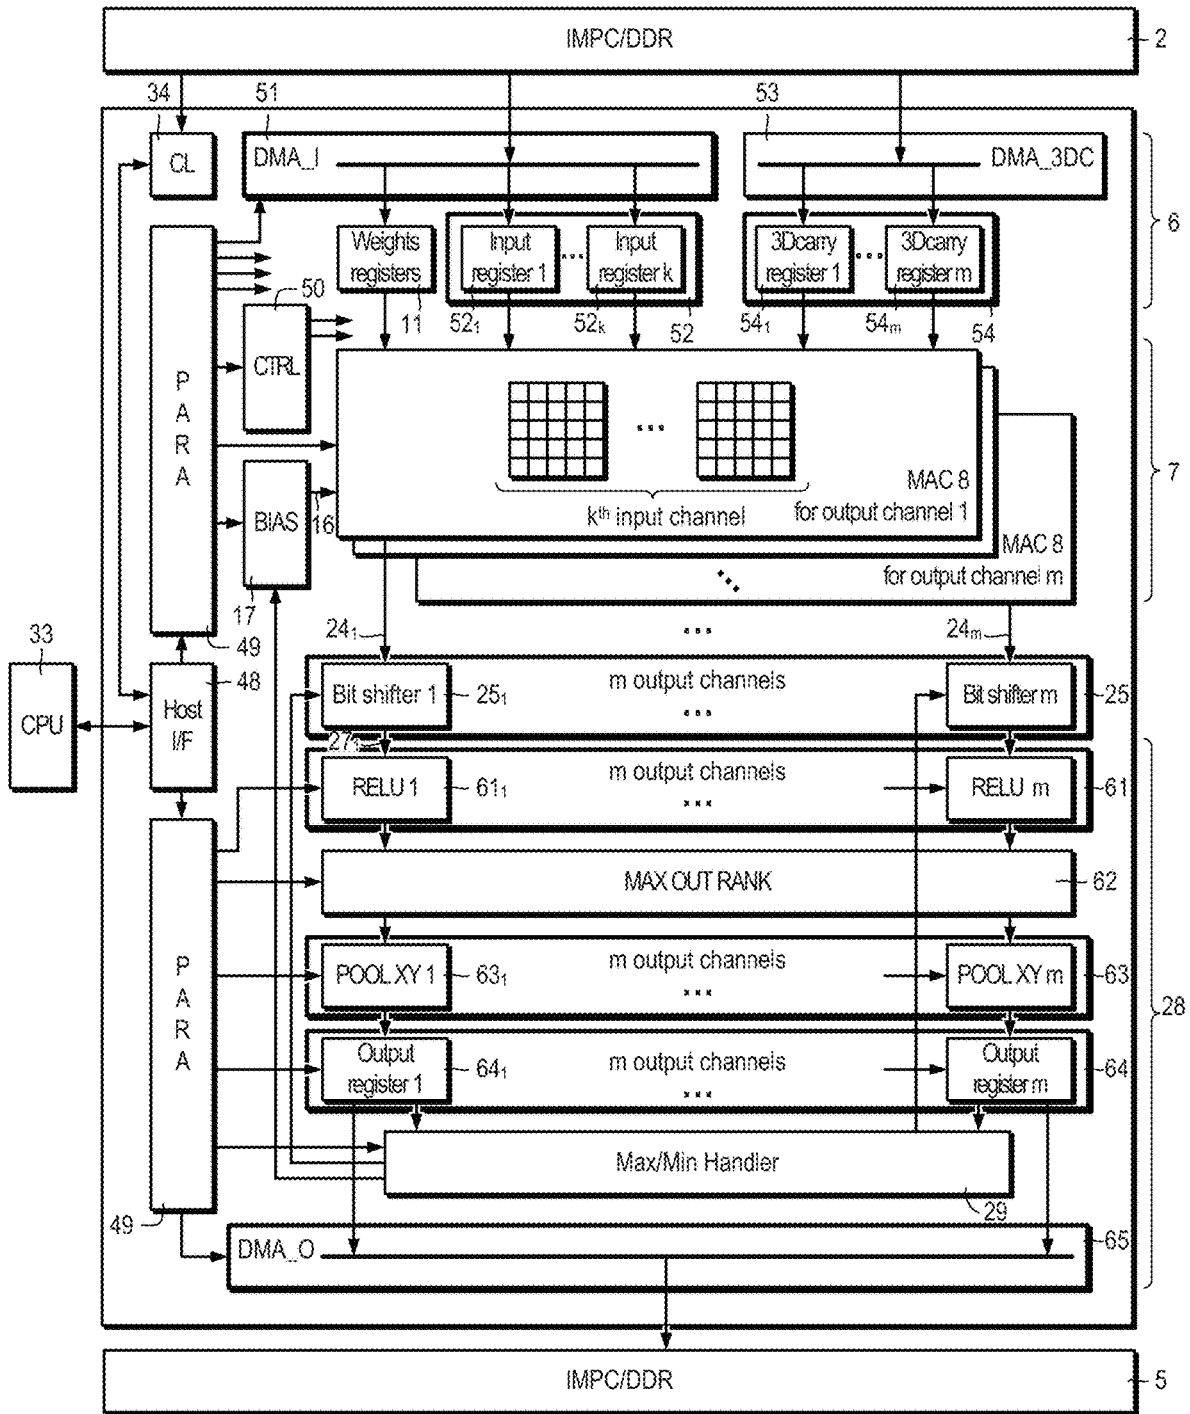 IMPC/DDR 2
34 51 53
CL DMA_I DMA_3DC
6
Weights registers
Input register 1 ... Input register k
3Dcarry register 1 ... 3Dcarry register m
50 11 52₁ 52ₖ 52 54₁ 54ₘ 54
PARA
CTRL
...
kᵗʰ input channel
MAC 8
for output channel 1
7
BIAS 16
MAC 8
for output channel m
17
49
24₁ ... 24ₘ
33 48
CPU
Host I/F
Bit shifter 1 25₁ m output channels ... Bit shifter m 25
27₁
RELU 1 61₁ m output channels ... RELU m 61
MAX OUT RANK 62
PARA
POOL XY 1 63₁ m output channels ... POOL XY m 63
28
Output register 1 64₁ m output channels ... Output register m 64
Max/Min Handler
49 29
DMA_O 65
IMPC/DDR 5